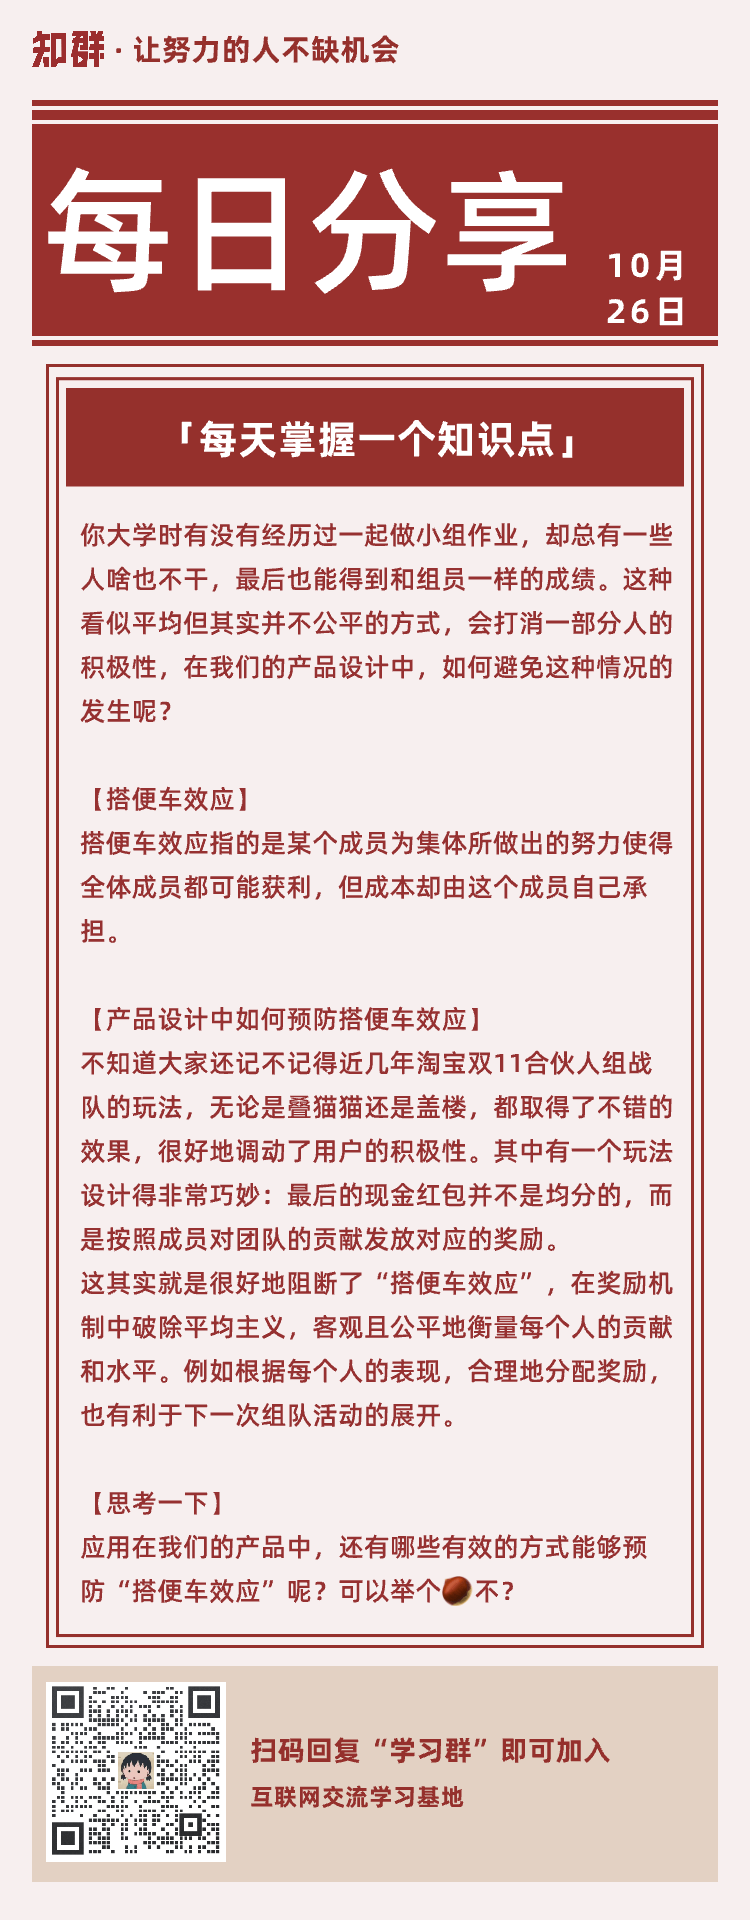 知群 · 让努力的人不缺机会
每日分享
10月
26日
「每天掌握一个知识点」
你大学时有没有经历过一起做小组作业，却总有一些
人啥也不干，最后也能得到和组员一样的成绩。这种
看似平均但其实并不公平的方式，会打消一部分人的
积极性，在我们的产品设计中，如何避免这种情况的
发生呢？
【搭便车效应】
搭便车效应指的是某个成员为集体所做出的努力使得
全体成员都可能获利，但成本却由这个成员自己承
担。
【产品设计中如何预防搭便车效应】
不知道大家还记不记得近几年淘宝双11合伙人组战
队的玩法，无论是叠猫猫还是盖楼，都取得了不错的
效果，很好地调动了用户的积极性。其中有一个玩法
设计得非常巧妙：最后的现金红包并不是均分的，而
是按照成员对团队的贡献发放对应的奖励。
这其实就是很好地阻断了“搭便车效应”，在奖励机
制中破除平均主义，客观且公平地衡量每个人的贡献
和水平。例如根据每个人的表现，合理地分配奖励，
也有利于下一次组队活动的展开。
【思考一下】
应用在我们的产品中，还有哪些有效的方式能够预
防“搭便车效应”呢？可以举个🌰不？
扫码回复“学习群”即可加入
互联网交流学习基地